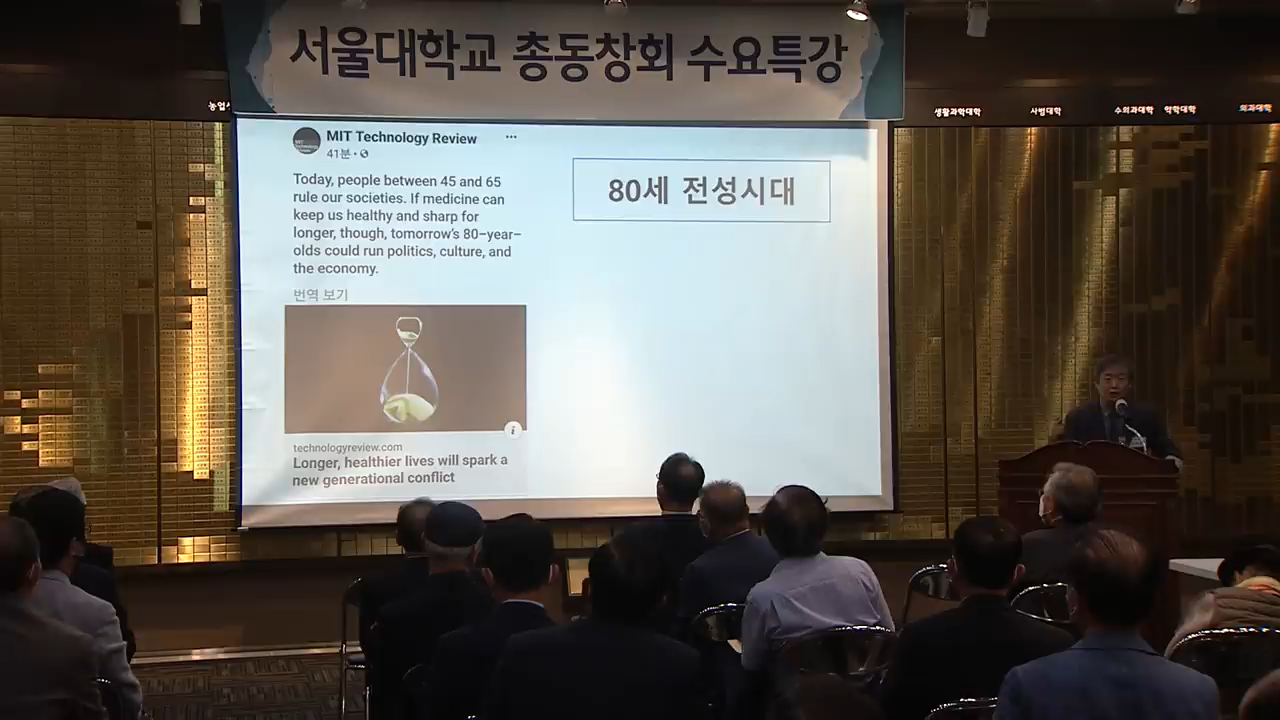 서울대학교 총동창회 수요특강
생활과학대학
사범대학
수의과대학
약학대학
치과대학
MIT Technology Review
41분
80세 전성시대
Today, people between 45 and 65
rule our societies. If medicine can
keep us healthy and sharp for
longer, though, tomorrow's 80-year-
olds could run politics, culture, and
the economy.
번역 보기
technologyreview.com
Longer, healthier lives will spark a
new generational conflict